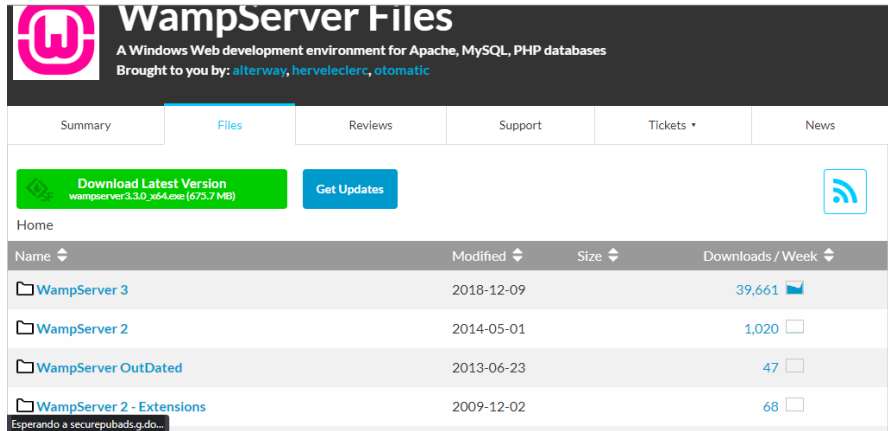 WampServer Files
A Windows Web development environment for Apache, MySQL, PHP databases
Brought to you by: alterway, herveleclerc, otomatic
Summary Files Reviews Support Tickets News
Download Latest Version
wampserver3.3.0_x64.exe (675.7 MB)
Get Updates
Home
Name Modified Size Downloads / Week
WampServer 3 2018-12-09 39,661
WampServer 2 2014-05-01 1,020
WampServer OutDated 2013-06-23 47
WampServer 2 - Extensions 2009-12-02 68
Esperando a securepubads.g.do...